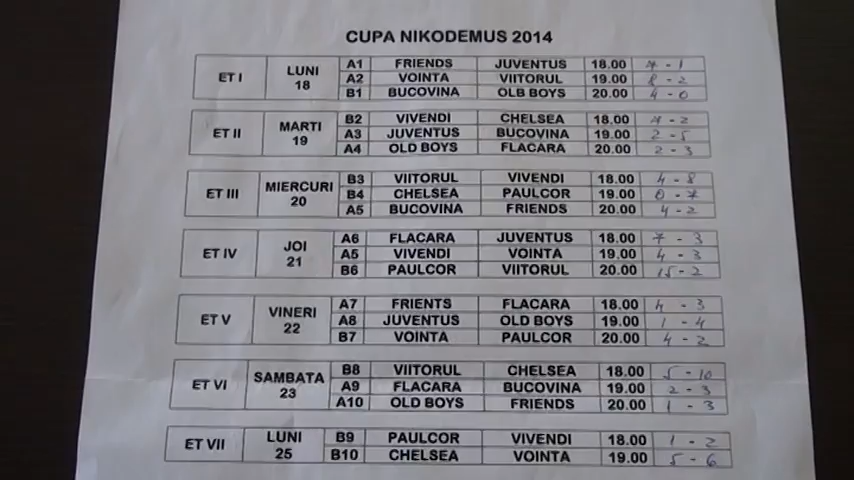 CUPA NIKODEMUS 2014
ET I LUNI 18
A1 FRIENDS JUVENTUS 18.00 7 - 1
A2 VOINTA VIITORUL 19.00 8 - 2
B1 BUCOVINA OLB BOYS 20.00 4 - 0
ET II MARTI 19
B2 VIVENDI CHELSEA 18.00 7 - 2
A3 JUVENTUS BUCOVINA 19.00 2 - 5
A4 OLD BOYS FLACARA 20.00 2 - 3
ET III MIERCURI 20
B3 VIITORUL VIVENDI 18.00 4 - 8
B4 CHELSEA PAULCOR 19.00 0 - 7
A5 BUCOVINA FRIENDS 20.00 4 - 2
ET IV JOI 21
A6 FLACARA JUVENTUS 18.00 7 - 3
A5 VIVENDI VOINTA 19.00 4 - 3
B6 PAULCOR VIITORUL 20.00 15 - 2
ET V VINERI 22
A7 FRIENTS FLACARA 18.00 4 - 3
A8 JUVENTUS OLD BOYS 19.00 1 - 4
B7 VOINTA PAULCOR 20.00 4 - 2
ET VI SAMBATA 23
B8 VIITORUL CHELSEA 18.00 5 - 10
A9 FLACARA BUCOVINA 19.00 2 - 3
A10 OLD BOYS FRIENDS 20.00 1 - 3
ET VII LUNI 25
B9 PAULCOR VIVENDI 18.00 1 - 2
B10 CHELSEA VOINTA 19.00 5 - 6